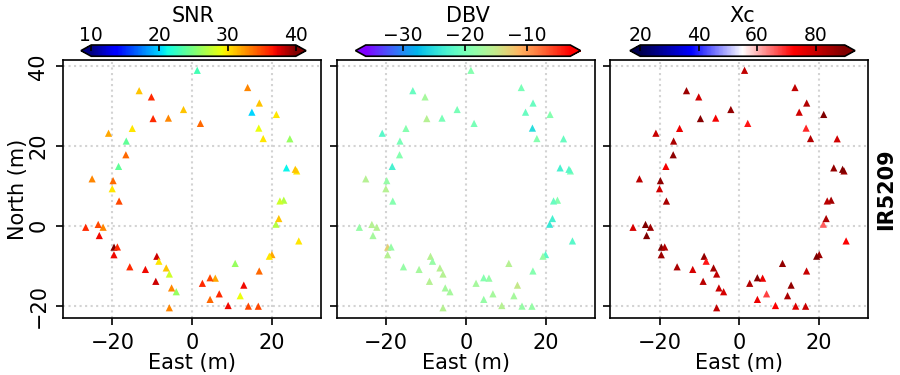 SNR DBV Xc
10 20 30 40 −30 −20 −10 20 40 60 80
40
20
0
−20
North (m)
IR5209
−20 0 20 −20 0 20 −20 0 20
East (m) East (m) East (m)